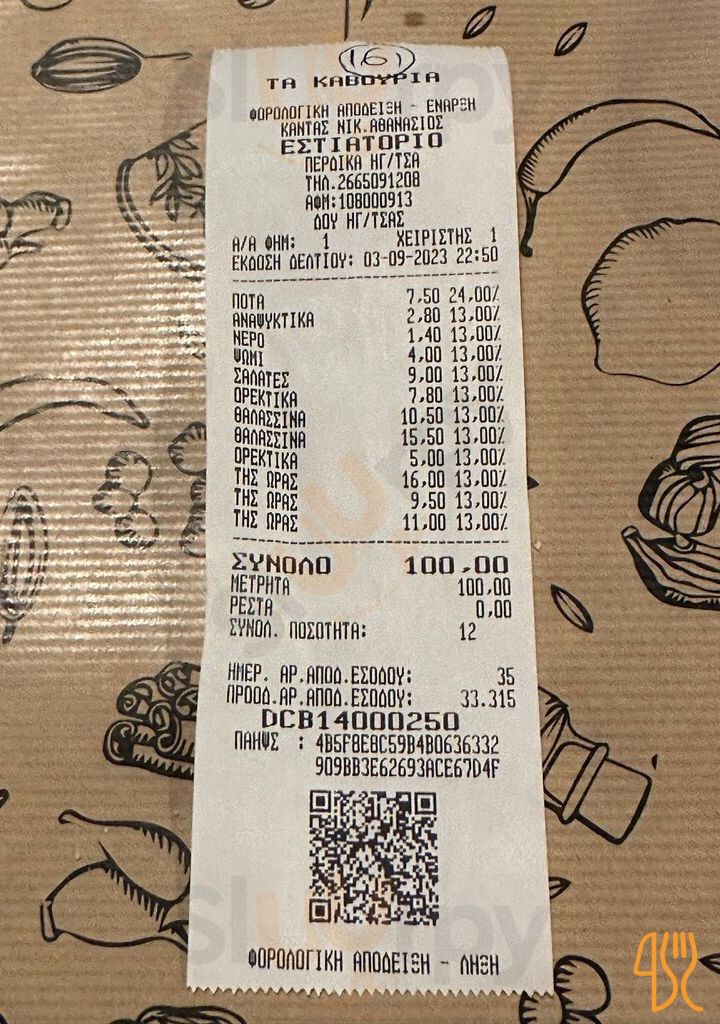 161
ΤΑ ΚΑΒΟΥΡΙΑ
ΦΟΡΟΛΟΓΙΚΗ ΑΠΟΔΕΙΞΗ - ΕΝΑΡΞΗ
ΚΑΝΤΑΣ ΝΙΚ.ΑΘΑΝΑΣΙΟΣ
ΕΣΤΙΑΤΟΡΙΟ
ΠΕΡΔΙΚΑ ΗΓ/ΤΣΑ
ΤΗΛ.2665091208
ΑΦΜ:108000913
ΔΟΥ ΗΓ/ΤΣΑΣ
Α/Α ΦΗΜ: 1 ΧΕΙΡΙΣΤΗΣ 1
ΕΚΔΟΣΗ ΔΕΛΤΙΟΥ: 03-09-2023 22:50
ΠΟΤΑ 7,50 24,00%
ΑΝΑΨΥΚΤΙΚΑ 2,80 13,00%
ΝΕΡΟ 1,40 13,00%
ΨΩΜΙ 4,00 13,00%
ΣΑΛΑΤΕΣ 9,00 13,00%
ΟΡΕΚΤΙΚΑ 7,80 13,00%
ΘΑΛΑΣΣΙΝΑ 10,50 13,00%
ΘΑΛΑΣΣΙΝΑ 15,50 13,00%
ΟΡΕΚΤΙΚΑ 5,00 13,00%
ΤΗΣ ΩΡΑΣ 16,00 13,00%
ΤΗΣ ΩΡΑΣ 9,50 13,00%
ΤΗΣ ΩΡΑΣ 11,00 13,00%
ΣΥΝΟΛΟ 100,00
ΜΕΤΡΗΤΑ 100,00
ΡΕΣΤΑ 0,00
ΣΥΝΟΛ. ΠΟΣΟΤΗΤΑ: 12
ΗΜΕΡ. ΑΡ.ΑΠΟΔ.ΕΣΟΔΟΥ: 35
ΠΡΟΟΔ.ΑΡ.ΑΠΟΔ.ΕΣΟΔΟΥ: 33.315
DCB14000250
ΠΑΗΨΣ : 4B5F8E8C59B4B0636332
909BB3E62693ACE67D4F
ΦΟΡΟΛΟΓΙΚΗ ΑΠΟΔΕΙΞΗ - ΛΗΞΗ
Slurpy